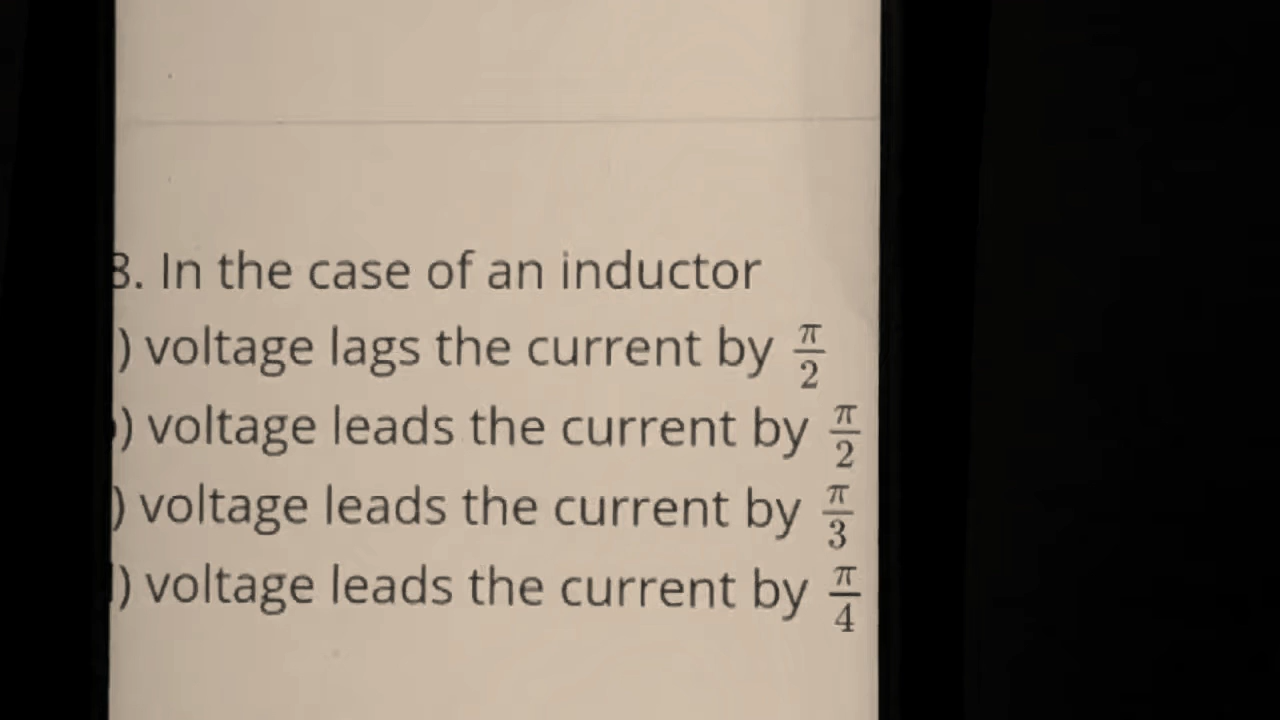 8. In the case of an inductor
) voltage lags the current by π/2
) voltage leads the current by π/2
) voltage leads the current by π/3
) voltage leads the current by π/4